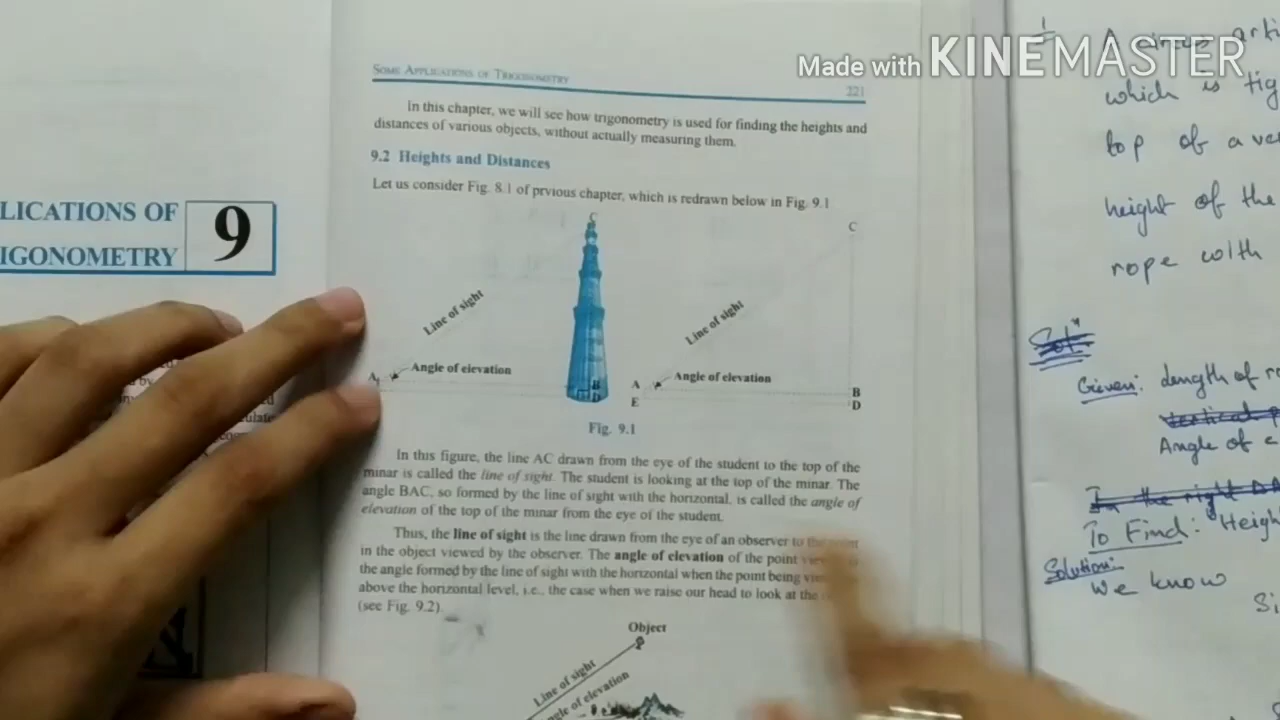 Made with KINEMASTER
LICATIONS OF
IGONOMETRY
9
SOME APPLICATIONS OF TRIGONOMETRY
221
In this chapter, we will see how trigonometry is used for finding the heights and
distances of various objects, without actually measuring them.
9.2 Heights and Distances
Let us consider Fig. 8.1 of prvious chapter, which is redrawn below in Fig. 9.1
C
C
Line of sight
Line of sight
Angle of elevation
Angle of elevation
A
B
A
B
D
E
D
Fig. 9.1
In this figure, the line AC drawn from the eye of the student to the top of the
minar is called the line of sight. The student is looking at the top of the minar. The
angle BAC, so formed by the line of sight with the horizontal, is called the angle of
elevation of the top of the minar from the eye of the student.
Thus, the line of sight is the line drawn from the eye of an observer to the point
in the object viewed by the observer. The angle of elevation of the point
the angle formed by the line of sight with the horizontal when the point being
above the horizontal level, i.e., the case when we raise our head to look at the
(see Fig. 9.2)
Object
Line of sight
angle of elevation
by
A
which is
top of a
height of the
rope with
Given: Length of
Angle of
To Find: Heigh
Solution:
We know
Si